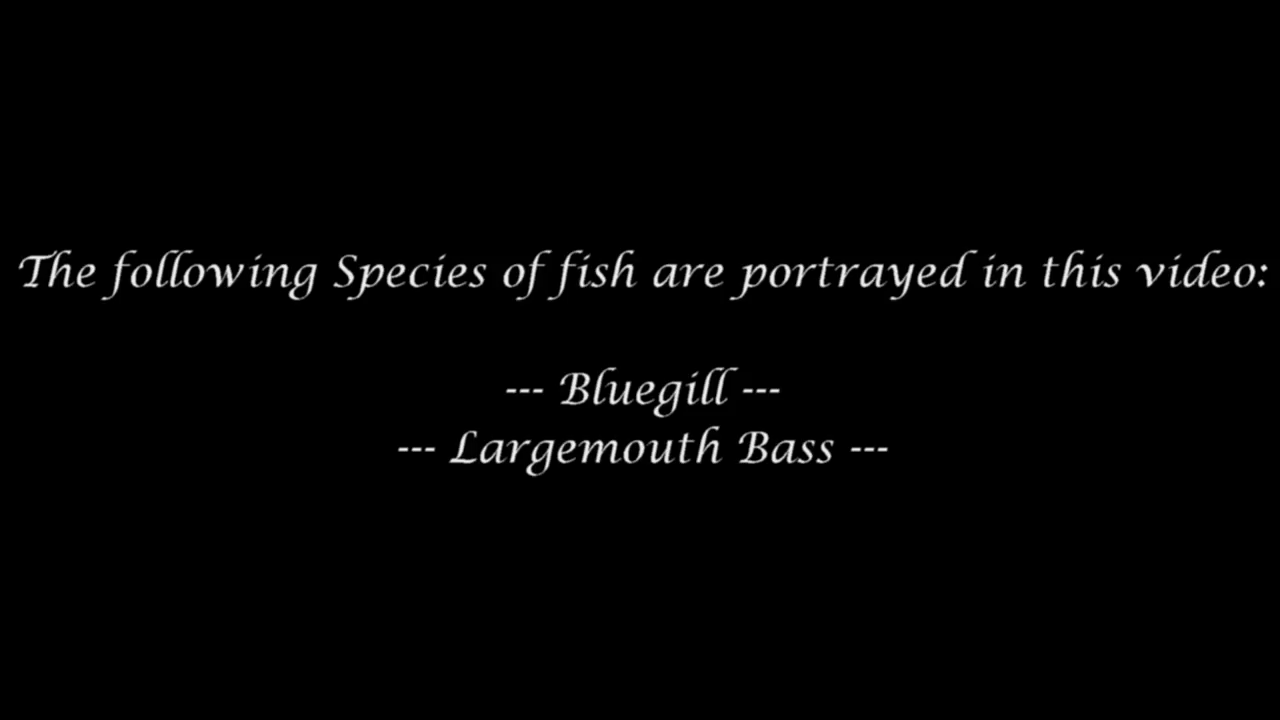 The following Species of fish are portrayed in this video:
--- Bluegill ---
--- Largemouth Bass ---